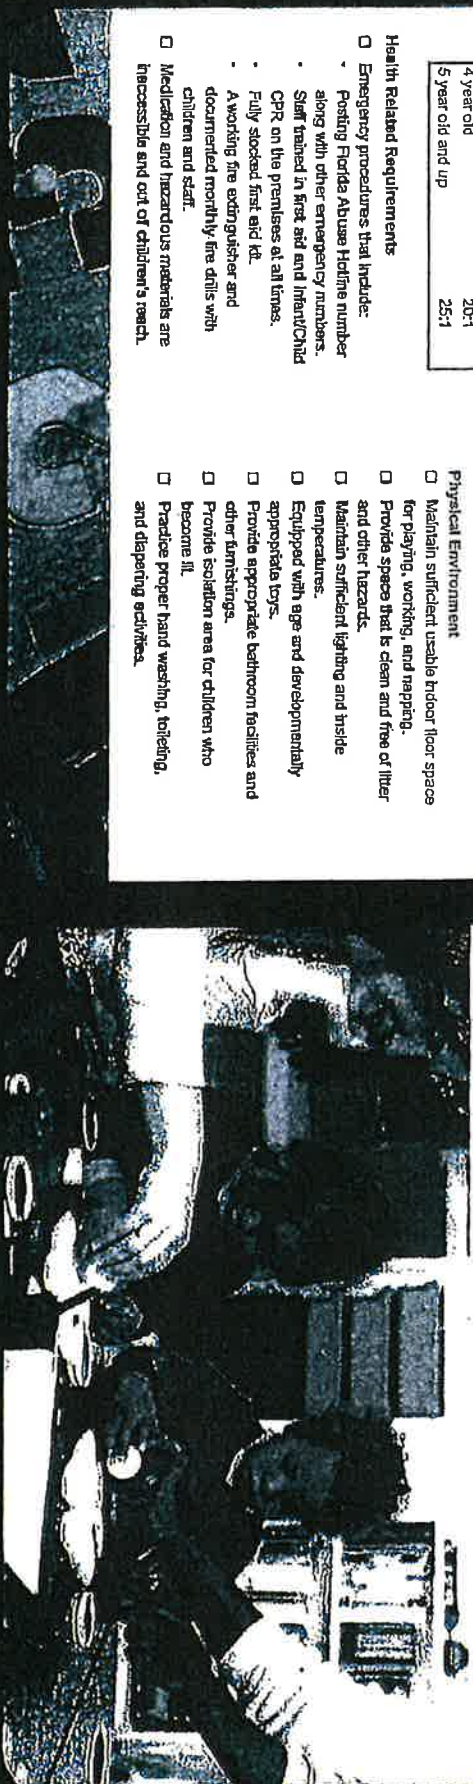 4 year old 20:1
5 year old and up 25:1
Health Related Requirements
☐ Emergency procedures that include:
• Posting Florida Abuse Hotline number
along with other emergency numbers.
• Staff trained in first aid and Infant/Child
CPR on the premises at all times.
• Fully stocked first aid kit.
• A working fire extinguisher and
documented monthly fire drills with
children and staff.
☐ Medication and hazardous materials are
inaccessible and out of children's reach.
Physical Environment
☐ Maintain sufficient usable indoor floor space
for playing, working, and napping.
☐ Provide space that is clean and free of litter
and other hazards.
☐ Maintain sufficient lighting and inside
temperatures.
☐ Equipped with age and developmentally
appropriate toys.
☐ Provide appropriate bathroom facilities and
other furnishings.
☐ Provide isolation area for children who
become ill.
☐ Practice proper hand washing, toileting,
and diapering activities.